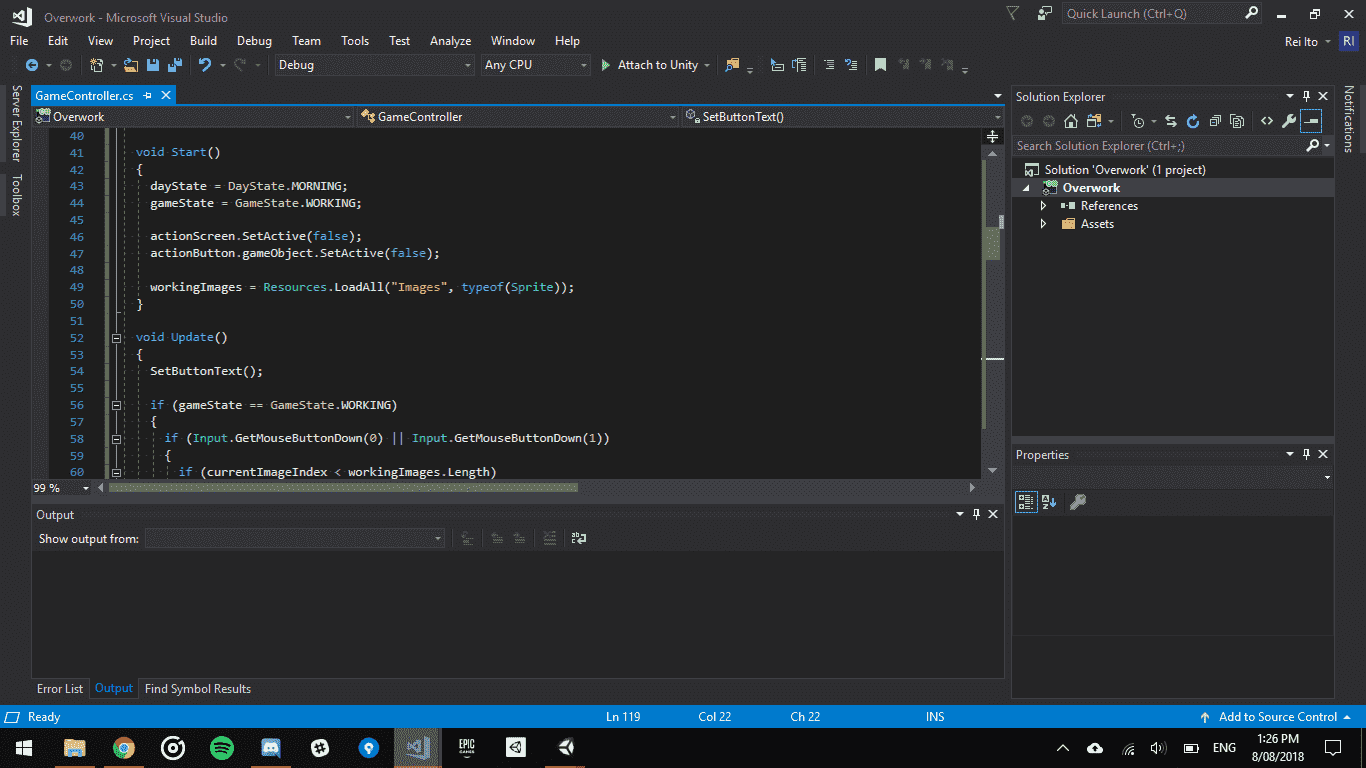 Overwork - Microsoft Visual Studio
Quick Launch (Ctrl+Q)
File Edit View Project Build Debug Team Tools Test Analyze Window Help
Rei Ito RI
Debug Any CPU Attach to Unity
Server Explorer
Toolbox
GameController.cs
Overwork GameController SetButtonText()
40
41 void Start()
42 {
43 dayState = DayState.MORNING;
44 gameState = GameState.WORKING;
45
46 actionScreen.SetActive(false);
47 actionButton.gameObject.SetActive(false);
48
49 workingImages = Resources.LoadAll("Images", typeof(Sprite));
50 }
51
52 void Update()
53 {
54 SetButtonText();
55
56 if (gameState == GameState.WORKING)
57 {
58 if (Input.GetMouseButtonDown(0) || Input.GetMouseButtonDown(1))
59 {
60 if (currentImageIndex < workingImages.Length)
99 %
Output
Show output from:
Error List Output Find Symbol Results
Solution Explorer
Search Solution Explorer (Ctrl+;)
Solution 'Overwork' (1 project)
Overwork
References
Assets
Properties
Notifications
Ready Ln 119 Col 22 Ch 22 INS Add to Source Control
EPIC
GAMES
ENG
1:26 PM
8/08/2018